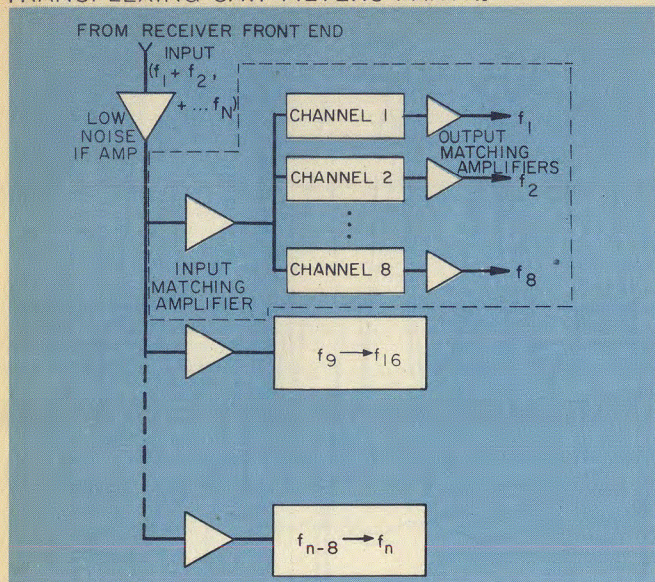 FROM RECEIVER FRONT END
INPUT
(f1 + f2,
+ ... fN)
LOW
NOISE
IF AMP
CHANNEL 1
f1
OUTPUT
MATCHING
AMPLIFIERS
CHANNEL 2
f2
CHANNEL 8
f8
INPUT
MATCHING
AMPLIFIER
f9 → f16
fn-8 → fn